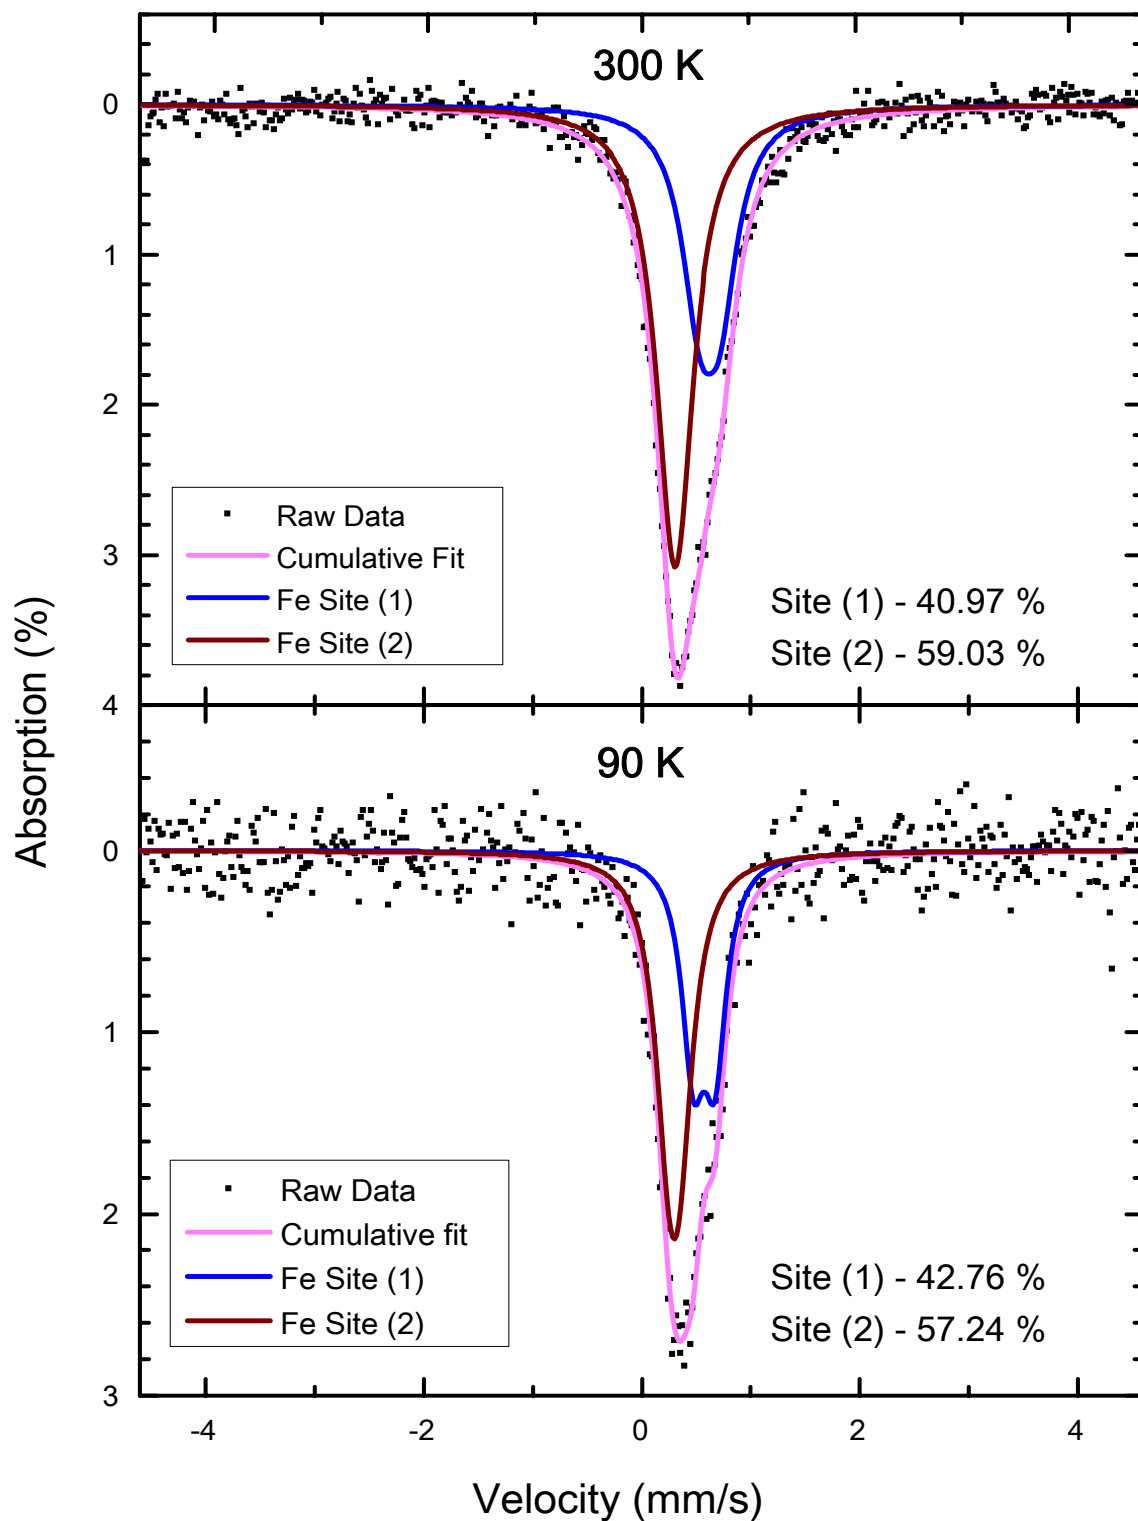 300 K
0
1
2
3
4
Raw Data
Cumulative Fit
Fe Site (1)
Fe Site (2)
Site (1) - 40.97 %
Site (2) - 59.03 %
Absorption (%)
90 K
0
1
2
3
Raw Data
Cumulative fit
Fe Site (1)
Fe Site (2)
Site (1) - 42.76 %
Site (2) - 57.24 %
-4 -2 0 2 4
Velocity (mm/s)